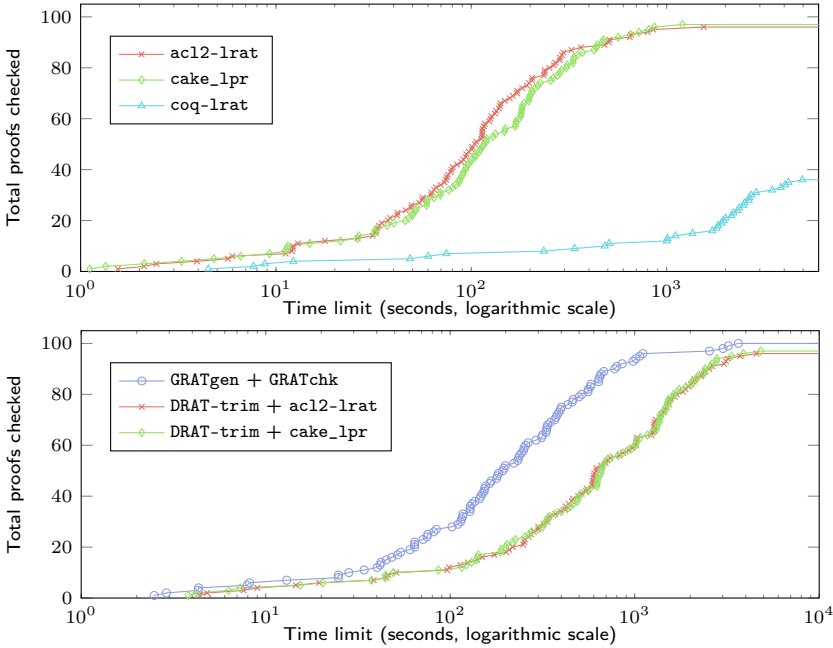 100
80
60
40
20
0
Total proofs checked
acl2-lrat
cake_lpr
coq-lrat
10^0 10^1 10^2 10^3
Time limit (seconds, logarithmic scale)
100
80
60
40
20
0
Total proofs checked
GRATgen + GRATchk
DRAT-trim + acl2-lrat
DRAT-trim + cake_lpr
10^0 10^1 10^2 10^3 10^4
Time limit (seconds, logarithmic scale)